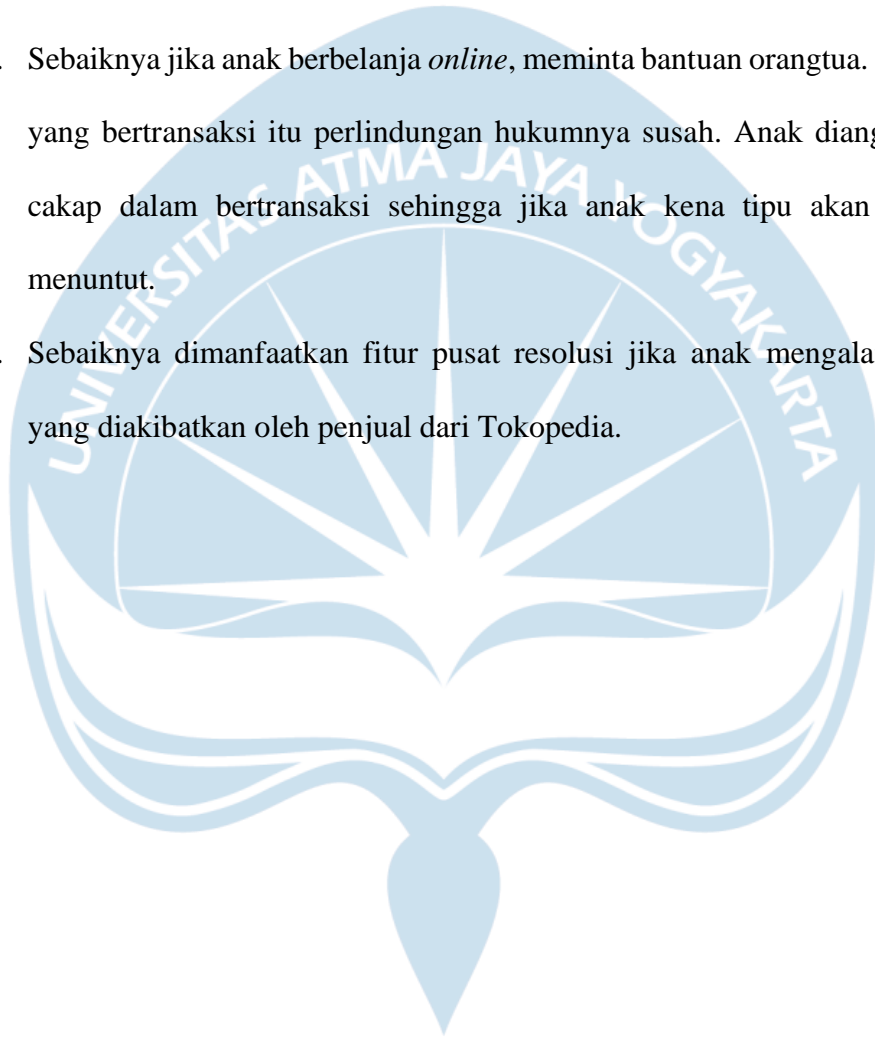 . Sebaiknya jika anak berbelanja online, meminta bantuan orangtua.
yang bertransaksi itu perlindungan hukumnya susah. Anak
cakap dalam bertransaksi sehingga jika anak kena tipu akan
menuntut.
. Sebaiknya dimanfaatkan fitur pusat resolusi jika anak
yang diakibatkan oleh penjual dari Tokopedia.
UNIVERSITAS ATMA JAYA YOGYAKARTA